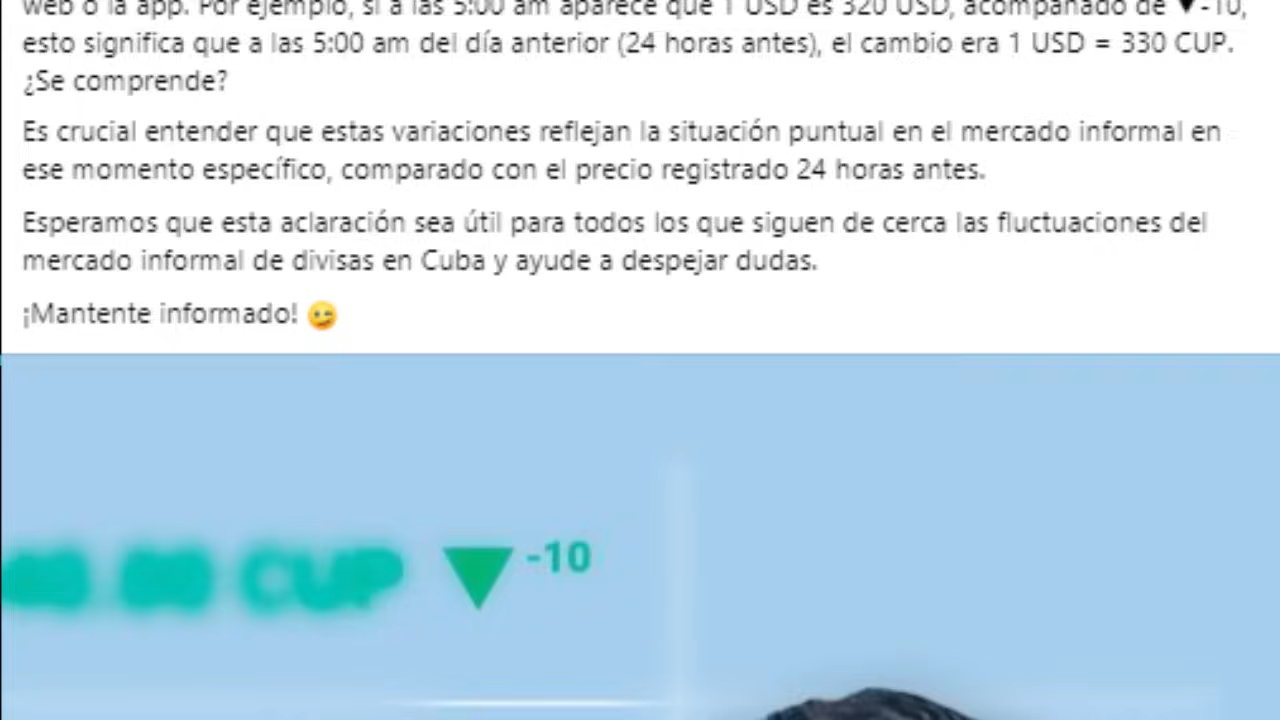 web o la app. Por ejemplo, si a las 5:00 am aparece que 1 USD es 320 USD, acompañado de ▼-10,
esto significa que a las 5:00 am del día anterior (24 horas antes), el cambio era 1 USD = 330 CUP.
¿Se comprende?
Es crucial entender que estas variaciones reflejan la situación puntual en el mercado informal en
ese momento específico, comparado con el precio registrado 24 horas antes.
Esperamos que esta aclaración sea útil para todos los que siguen de cerca las fluctuaciones del
mercado informal de divisas en Cuba y ayude a despejar dudas.
¡Mantente informado! 😉
CUP ▼ -10